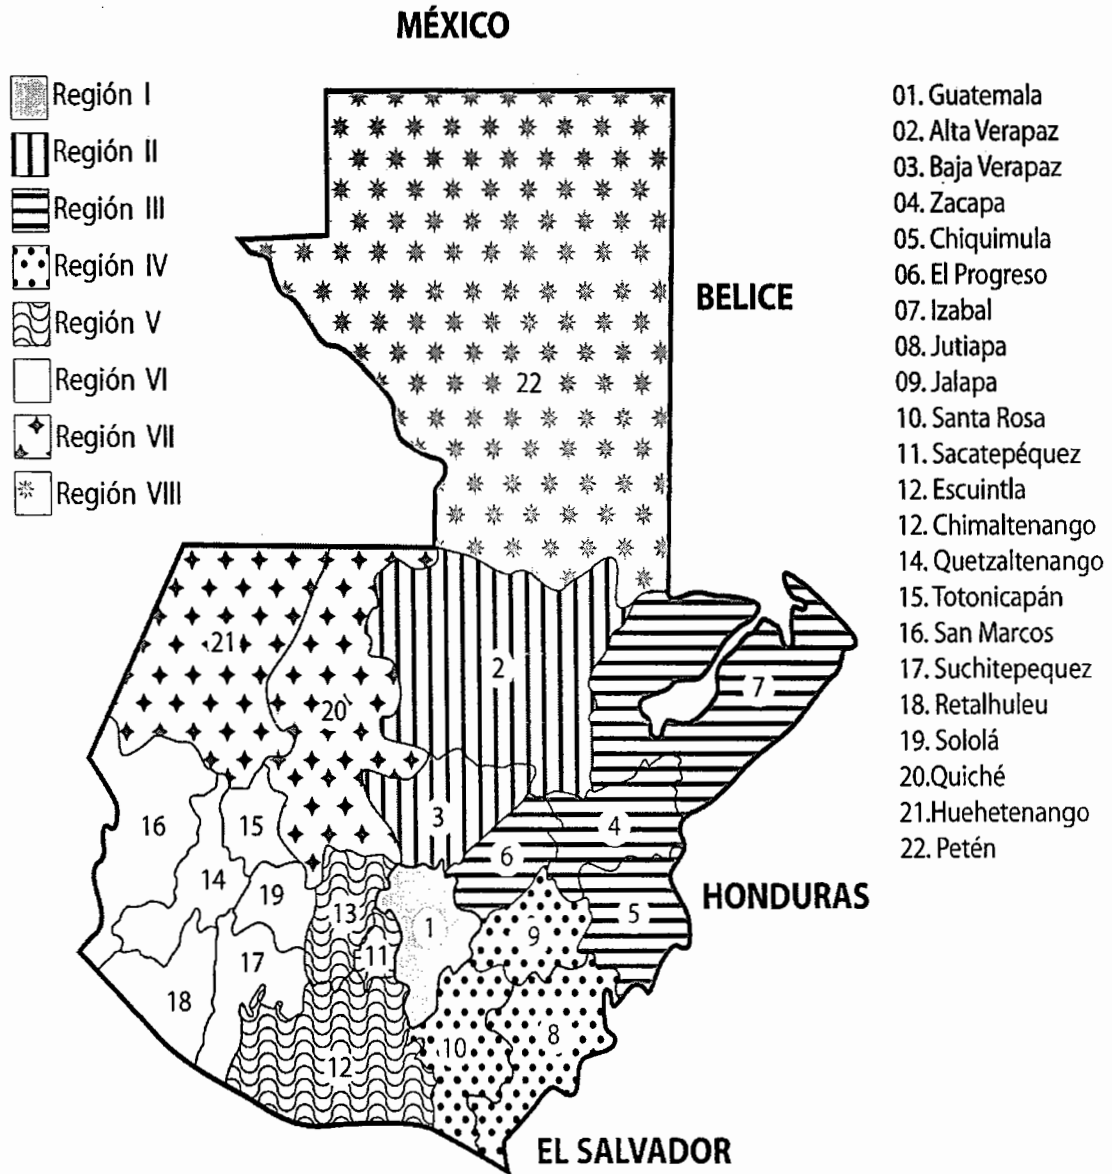 MÉXICO
Región I
Región II
Región III
Región IV
Región V
Región VI
Región VII
Región VIII
01. Guatemala
02. Alta Verapaz
03. Baja Verapaz
04. Zacapa
05. Chiquimula
06. El Progreso
07. Izabal
08. Jutiapa
09. Jalapa
10. Santa Rosa
11. Sacatepéquez
12. Escuintla
12. Chimaltenango
14. Quetzaltenango
15. Totonicapán
16. San Marcos
17. Suchitepequez
18. Retalhuleu
19. Sololá
20.Quiché
21.Huehetenango
22. Petén
BELICE
22
21
20
2
7
16
15
3
4
14
19
6
13
1
5
11
9
17
18
12
10
8
HONDURAS
EL SALVADOR